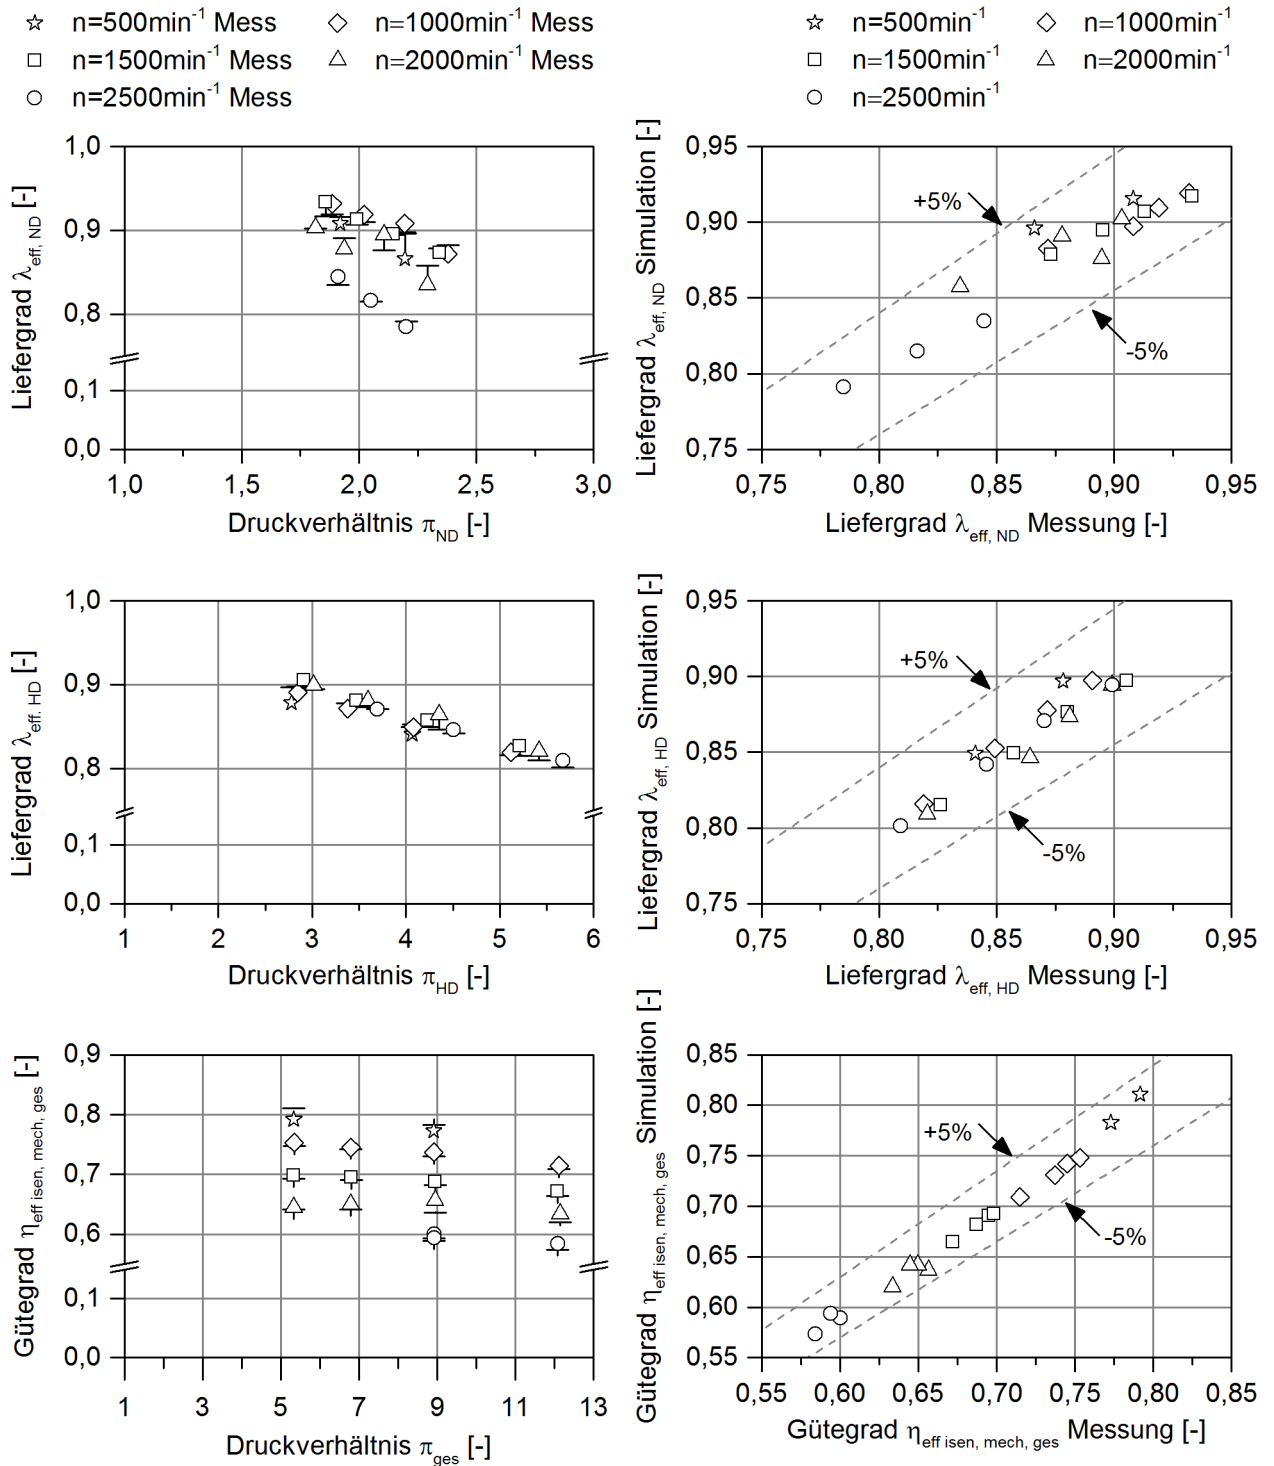 n=500min⁻¹ Mess n=1000min⁻¹ Mess
n=1500min⁻¹ Mess n=2000min⁻¹ Mess
n=2500min⁻¹ Mess
n=500min⁻¹ n=1000min⁻¹
n=1500min⁻¹ n=2000min⁻¹
n=2500min⁻¹
Liefergrad λeff, ND [-]
1,0
0,9
0,8
0,1
0,0
1,0 1,5 2,0 2,5 3,0
Druckverhältnis πND [-]
Liefergrad λeff, ND Simulation [-]
0,95
0,90
0,85
0,80
0,75
+5%
-5%
0,75 0,80 0,85 0,90 0,95
Liefergrad λeff, ND Messung [-]
Liefergrad λeff. HD [-]
1,0
0,9
0,8
0,1
0,0
1 2 3 4 5 6
Druckverhältnis πHD [-]
Liefergrad λeff, HD Simulation [-]
0,95
0,90
0,85
0,80
0,75
+5%
-5%
0,75 0,80 0,85 0,90 0,95
Liefergrad λeff, HD Messung [-]
Gütegrad ηeff isen, mech, ges [-]
0,9
0,8
0,7
0,6
0,1
0,0
1 3 5 7 9 11 13
Druckverhältnis πges [-]
Gütegrad ηeff isen, mech, ges Simulation [-]
0,85
0,80
0,75
0,70
0,65
0,60
0,55
+5%
-5%
0,55 0,60 0,65 0,70 0,75 0,80 0,85
Gütegrad ηeff isen, mech, ges Messung [-]